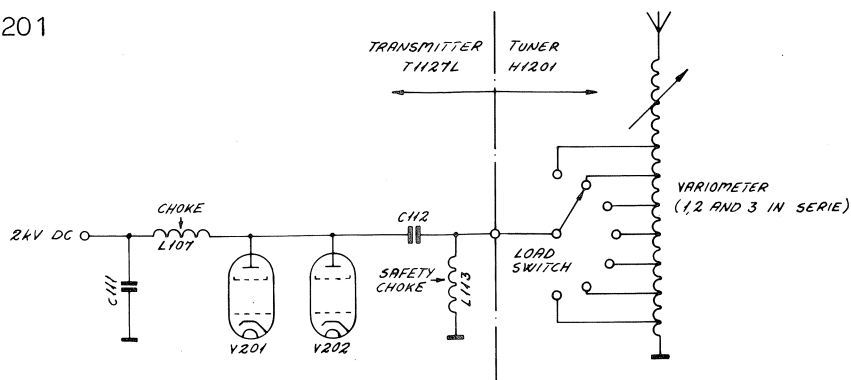 201
TRANSMITTER
T1127L
TUNER
H1201
CHOKE
L107
2kV DC
C111
V201
V202
C112
SAFETY
CHOKE
L113
LOAD
SWITCH
VARIOMETER
(1,2 AND 3 IN SERIE)